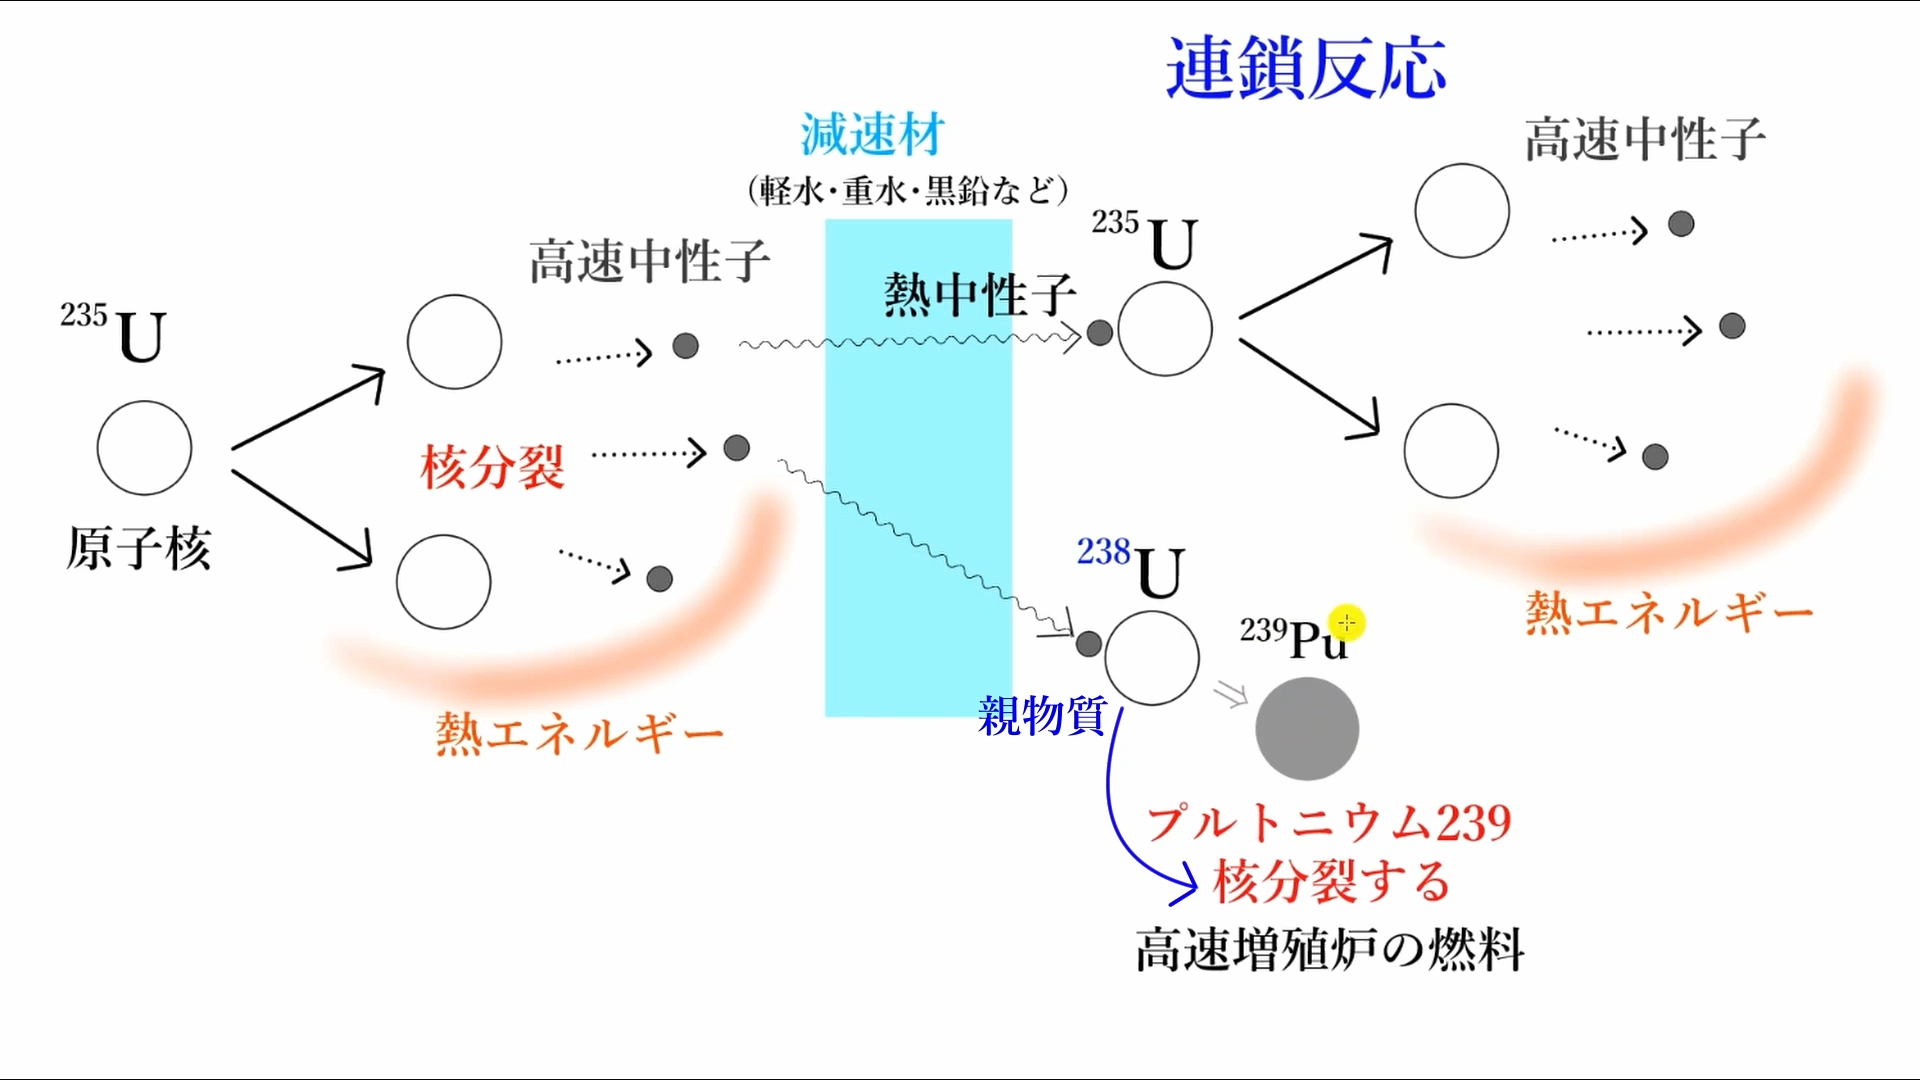 連鎖反応
減速材
(軽水・重水・黒鉛など)
高速中性子
235U
原子核
核分裂
熱エネルギー
熱中性子
235U
高速中性子
熱エネルギー
238U
親物質
239Pu
プルトニウム239
核分裂する
高速増殖炉の燃料